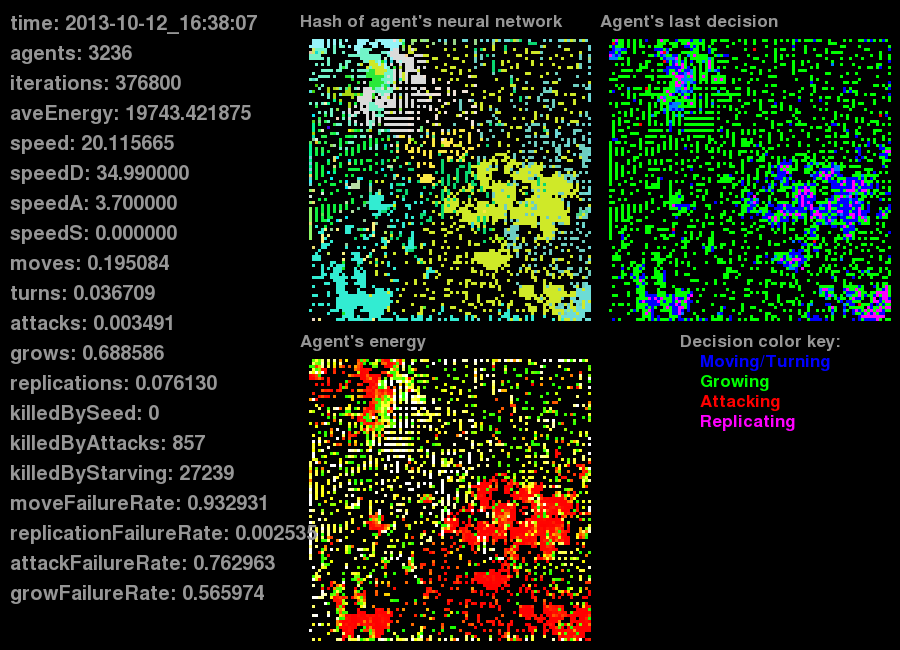 time: 2013-10-12_16:38:07
agents: 3236
iterations: 376800
aveEnergy: 19743.421875
speed: 20.115665
speedD: 34.990000
speedA: 3.700000
speedS: 0.000000
moves: 0.195084
turns: 0.036709
attacks: 0.003491
grows: 0.688586
replications: 0.076130
killedBySeed: 0
killedByAttacks: 857
killedByStarving: 27239
moveFailureRate: 0.932931
replicationFailureRate: 0.002535
attackFailureRate: 0.762963
growFailureRate: 0.565974
Hash of agent's neural network
Agent's last decision
Agent's energy
Decision color key:
Moving/Turning
Growing
Attacking
Replicating